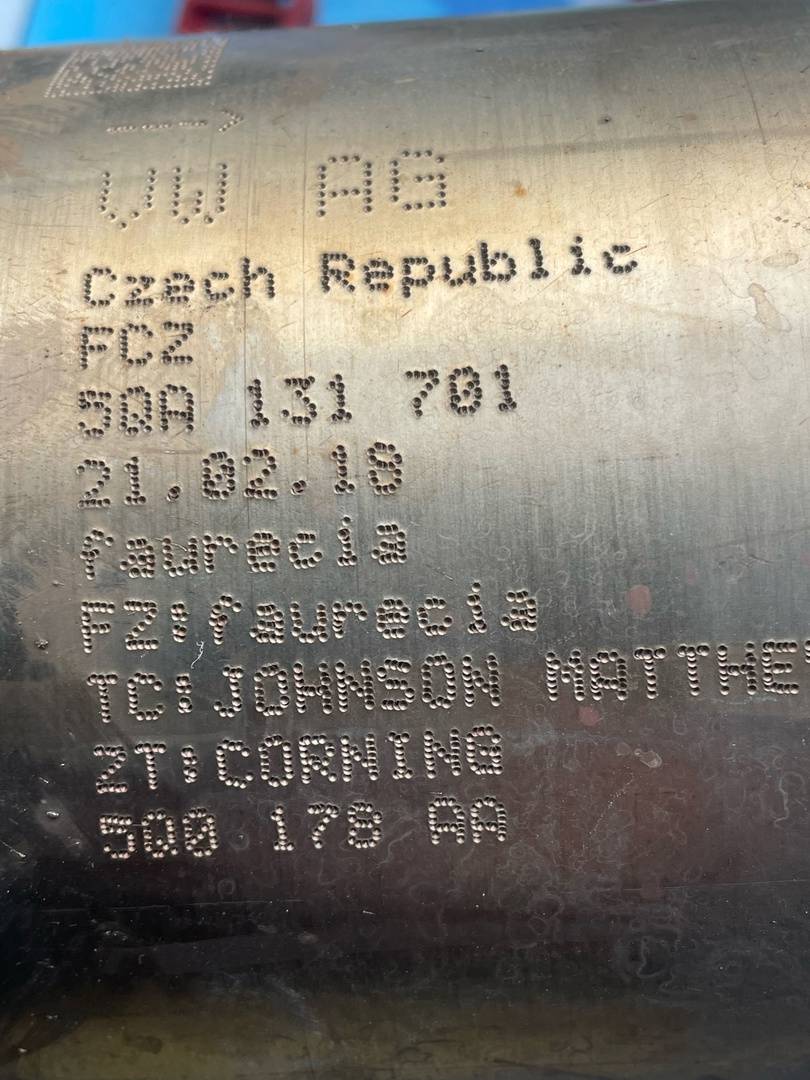 VW AG
Czech Republic
FCZ
5QA 131 701
21.02.18
faurecia
FZ:faurecia
TC:JOHNSON MATTHE
ZT:CORNING
5Q0 178 AA